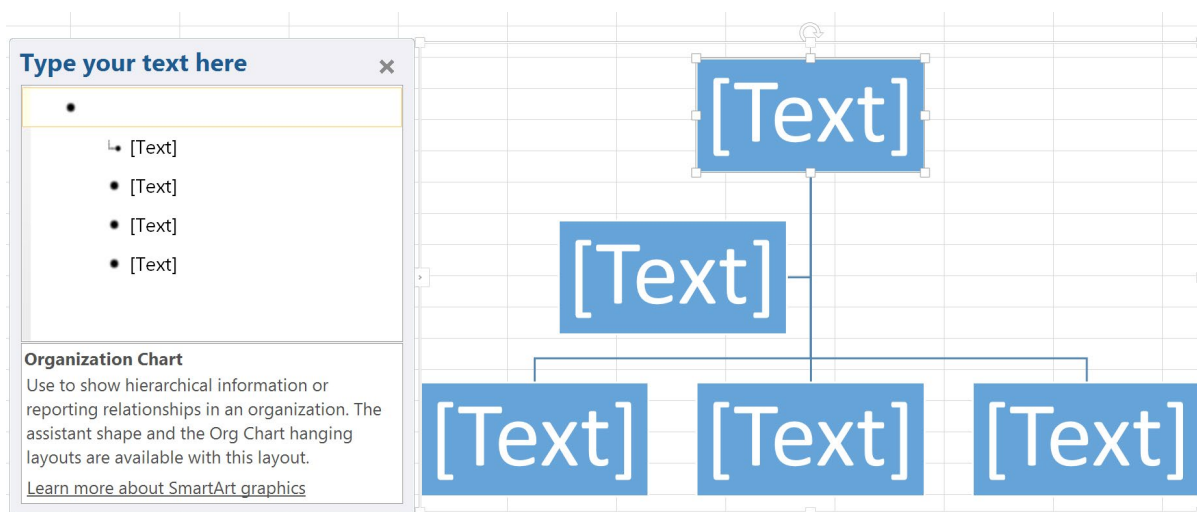 Type your text here
[Text]
[Text]
[Text]
[Text]
Organization Chart
Use to show hierarchical information or
reporting relationships in an organization. The
assistant shape and the Org Chart hanging
layouts are available with this layout.
Learn more about SmartArt graphics
[Text]
[Text]
[Text] [Text] [Text]